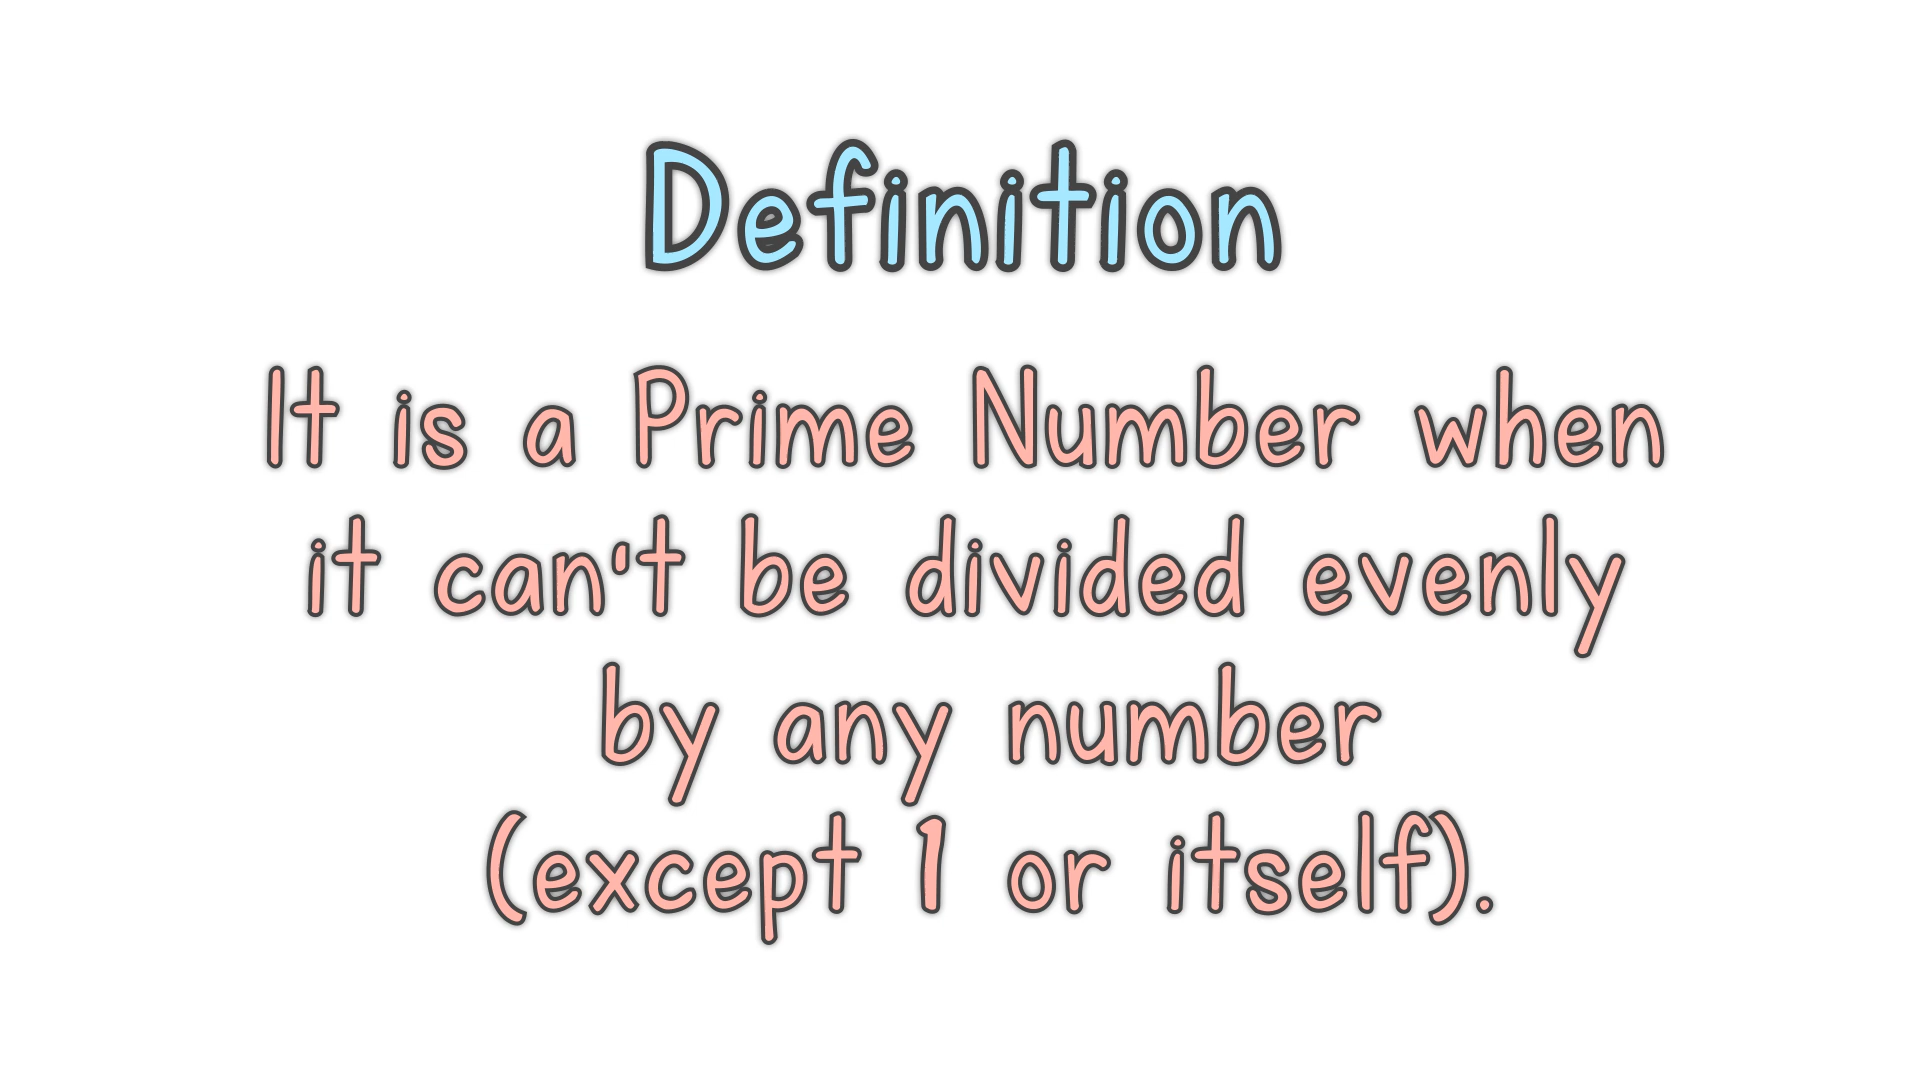 Definition
It is a Prime Number when
it can't be divided evenly
by any number
(except 1 or itself).